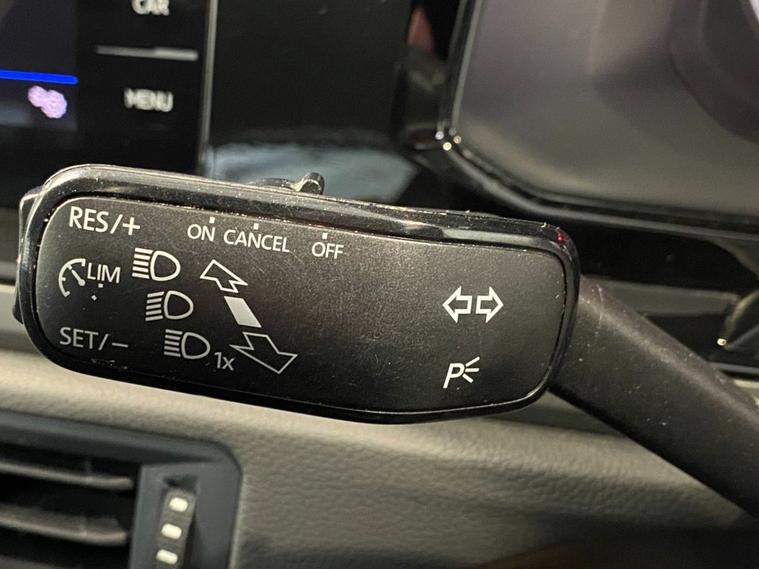 CAR
MENU
RES/+
ON CANCEL OFF
LIM
SET/-
1x
P